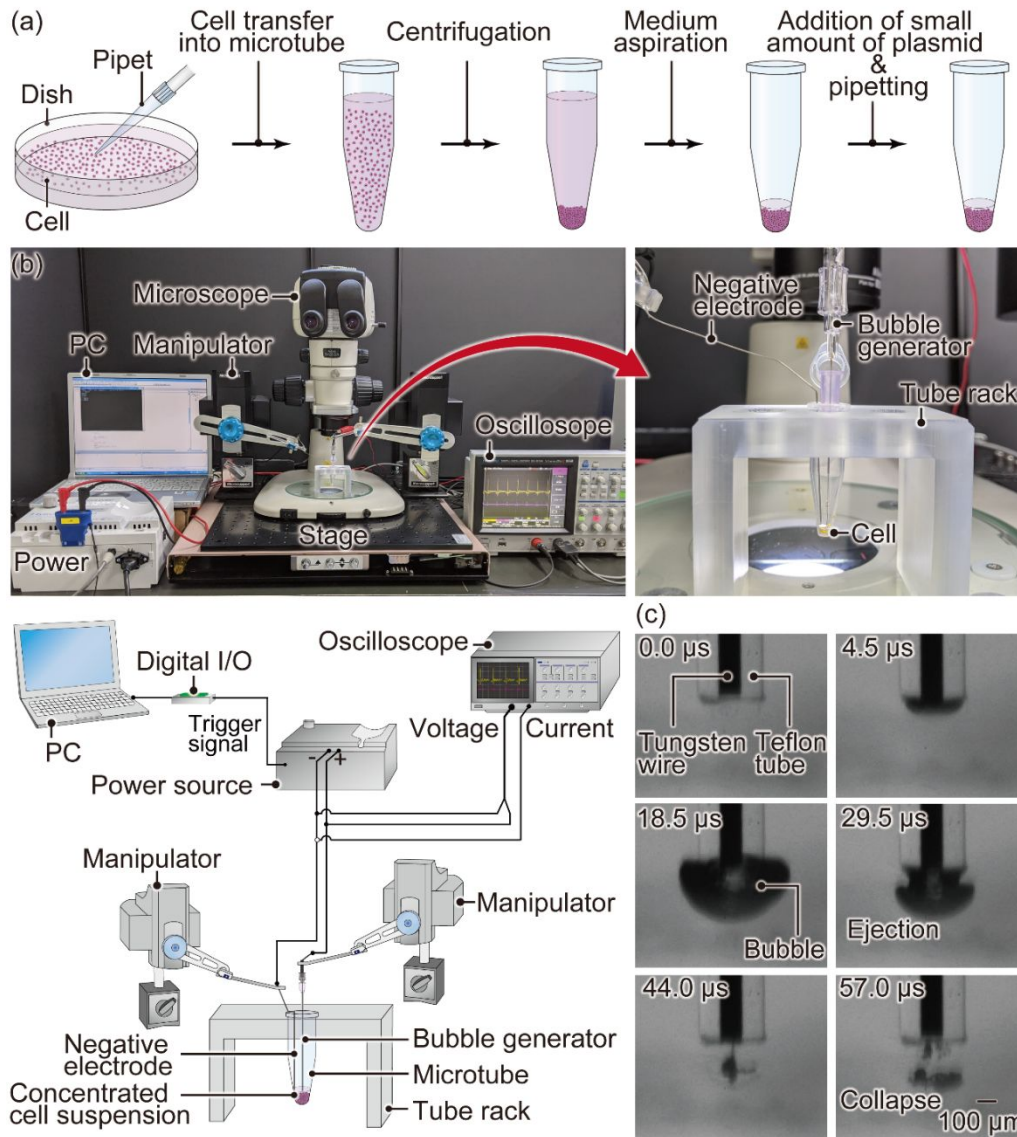 (a)
Cell transfer
into microtube
Centrifugation
Medium
aspiration
Addition of small
amount of plasmid
&
pipetting
Pipet
Dish
Cell
(b)
Microscope
PC
Manipulator
Oscillosope
Stage
Power
Negative
electrode
Bubble
generator
Tube rack
Cell
Oscilloscope
Digital I/O
Trigger
signal
PC
Voltage
Current
- +
Power source
Manipulator
Manipulator
Negative
electrode
Concentrated
cell suspension
Bubble generator
Microtube
Tube rack
(c)
0.0 µs
Tungsten
wire
Teflon
tube
4.5 µs
18.5 µs
Bubble
29.5 µs
Ejection
44.0 µs
57.0 µs
Collapse
100 µm